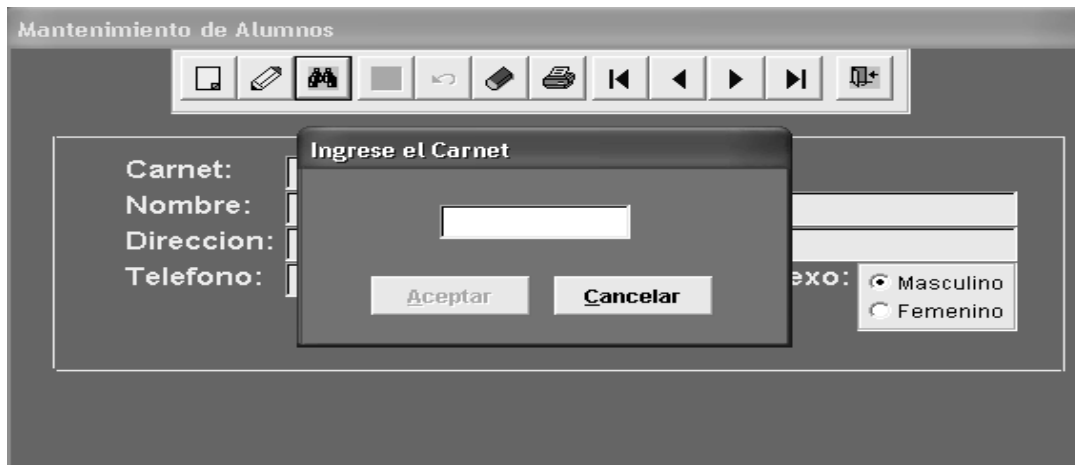 Mantenimiento de Alumnos
Ingrese el Carnet
Carnet:
Nombre:
Direccion:
Telefono:
exo:
Masculino
Femenino
Aceptar
Cancelar